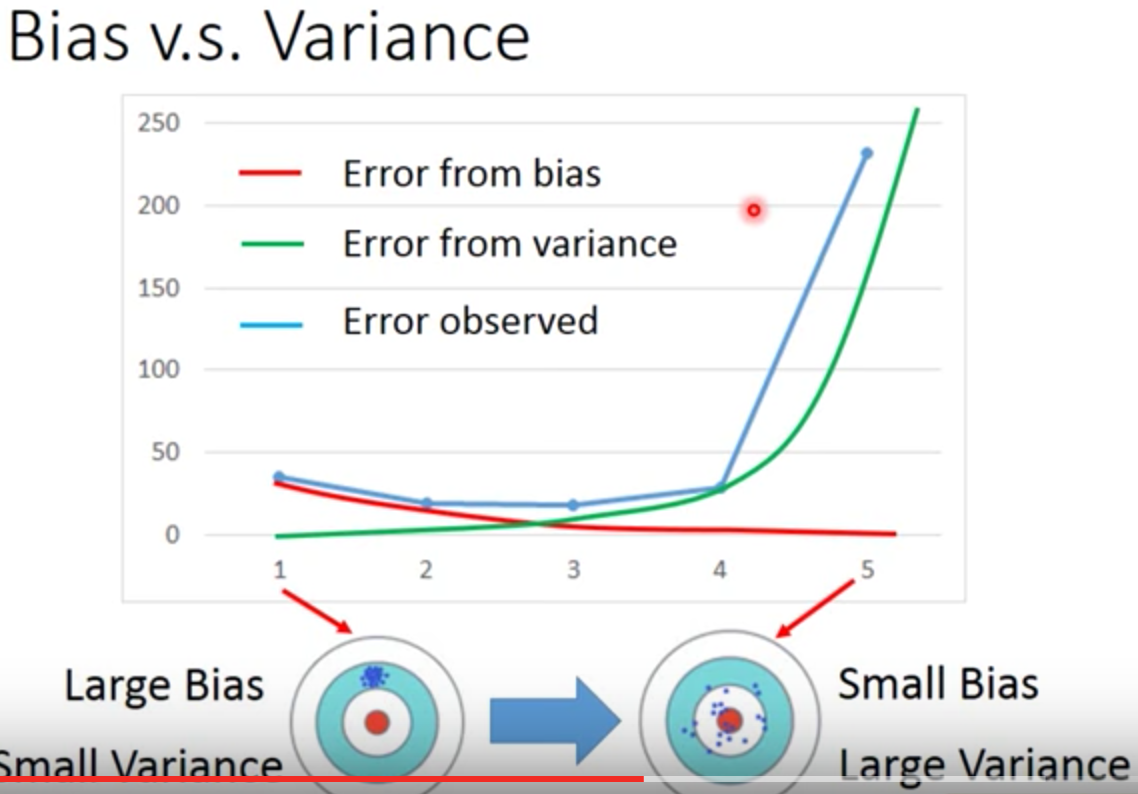 Bias v.s. Variance
250
Error from bias
200
Error from variance
150
Error observed
100
50
0
1 2 3 4 5
Large Bias
Small Variance
Small Bias
Large Variance